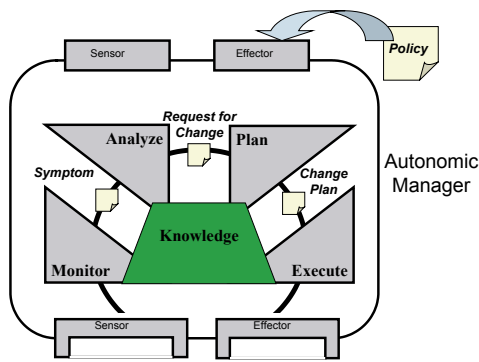 Sensor
Effector
Policy
Request for
Change
Analyze
Plan
Symptom
Change
Plan
Autonomic
Manager
Knowledge
Monitor
Execute
Sensor
Effector